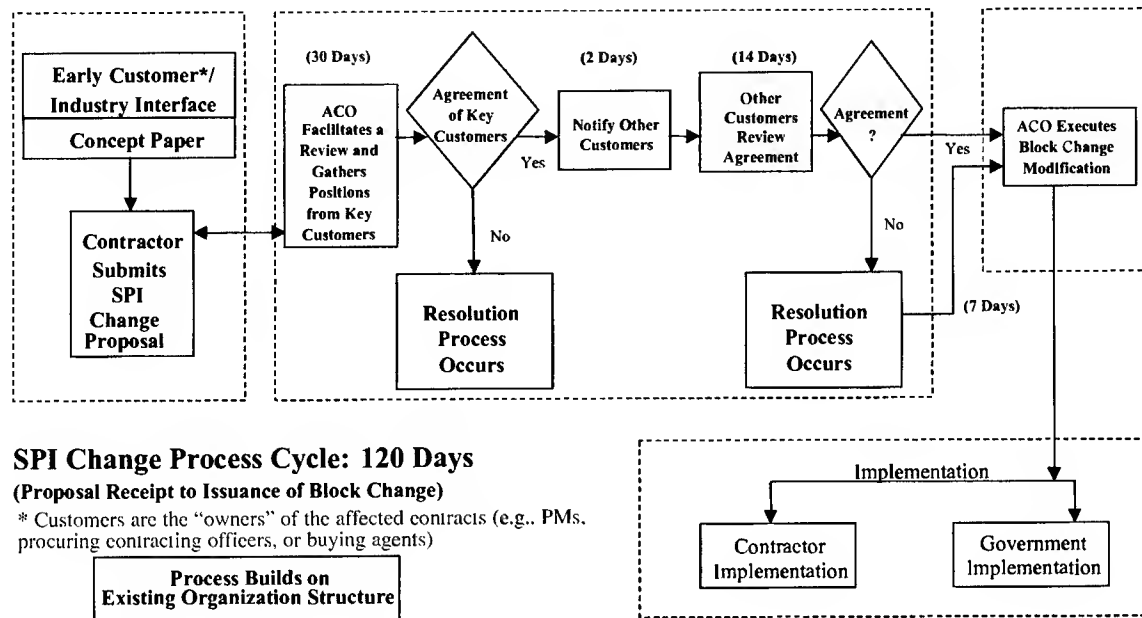 Early Customer*/
Industry Interface
Concept Paper
Contractor
Submits
SPI
Change
Proposal
(30 Days)
ACO
Facilitates a
Review and
Gathers
Positions
from Key
Customers
Agreement
of Key
Customers
Yes
No
Resolution
Process
Occurs
(2 Days)
Notify Other
Customers
(14 Days)
Other
Customers
Review
Agreement
Agreement
?
Yes
No
Resolution
Process
Occurs
(7 Days)
ACO Executes
Block Change
Modification
Implementation
Contractor
Implementation
Government
Implementation
SPI Change Process Cycle: 120 Days
(Proposal Receipt to Issuance of Block Change)
* Customers are the “owners” of the affected contracts (e.g., PMs,
procuring contracting officers, or buying agents)
Process Builds on
Existing Organization Structure